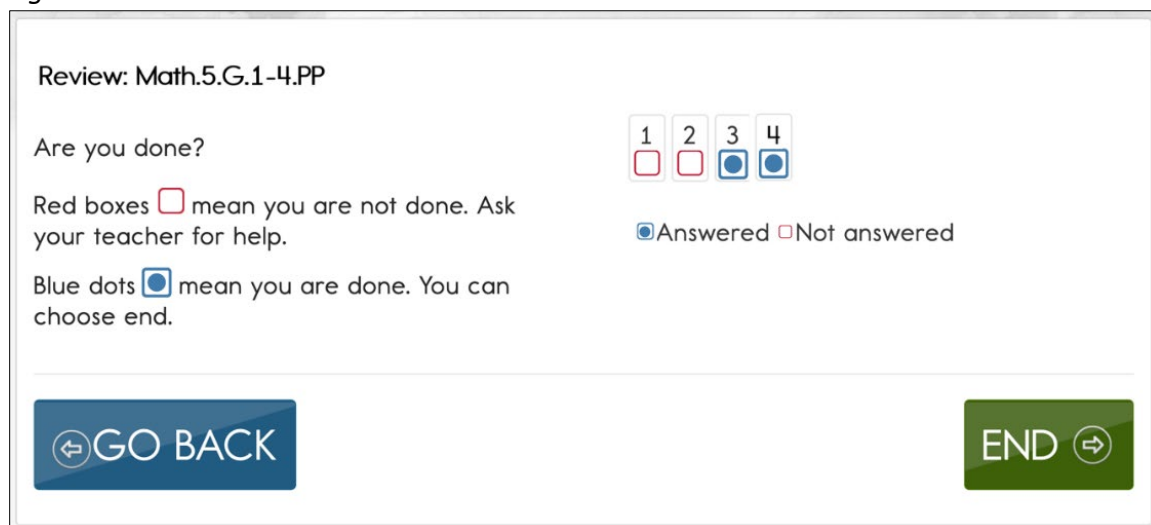 Review: Math.5.G.1-4.PP
Are you done?
Red boxes mean you are not done. Ask
your teacher for help.
Blue dots mean you are done. You can
choose end.
1 2 3 4
Answered Not answered
GO BACK
END